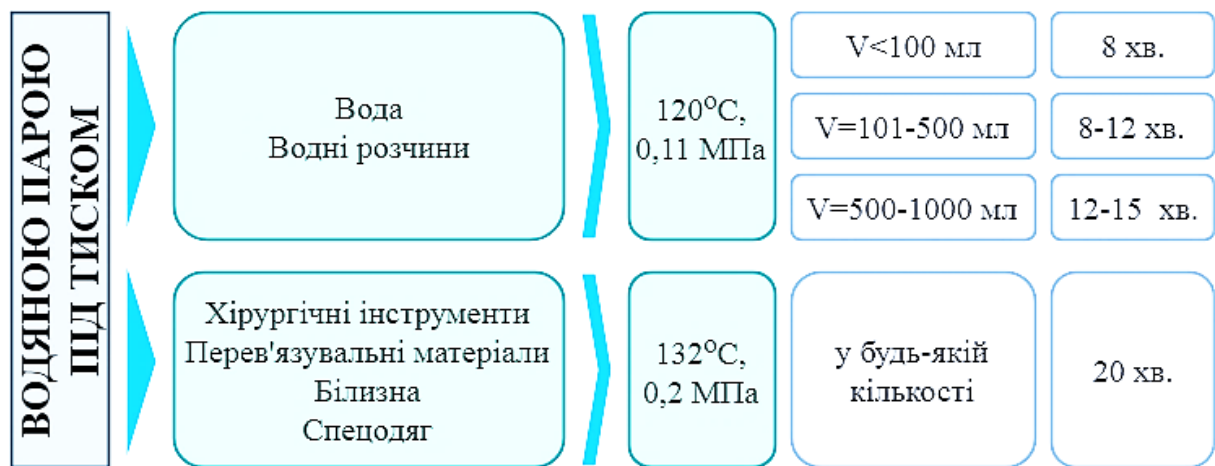 ВОДЯНОЮ ПАРОЮ
ПІД ТИСКОМ
Вода
Водні розчини
120°С,
0,11 МПа
V<100 мл
8 хв.
V=101-500 мл
8-12 хв.
V=500-1000 мл
12-15 хв.
Хірургічні інструменти
Перев'язувальні матеріали
Білизна
Спецодяг
132°С,
0,2 МПа
у будь-якій
кількості
20 хв.